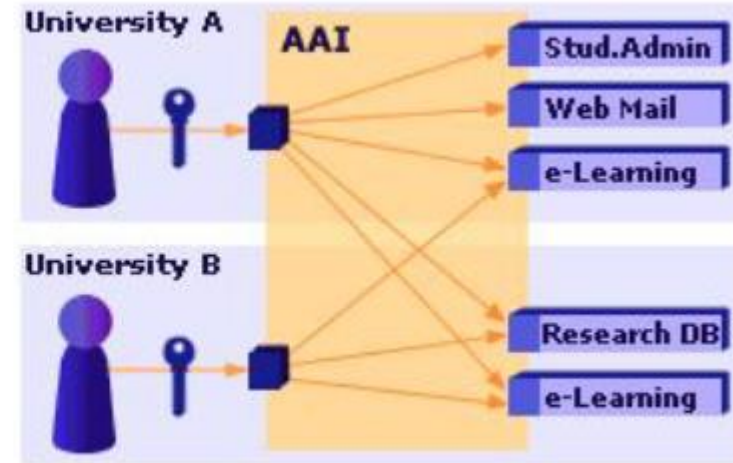 University A
AAI
Stud.Admin
Web Mail
e-Learning
University B
Research DB
e-Learning